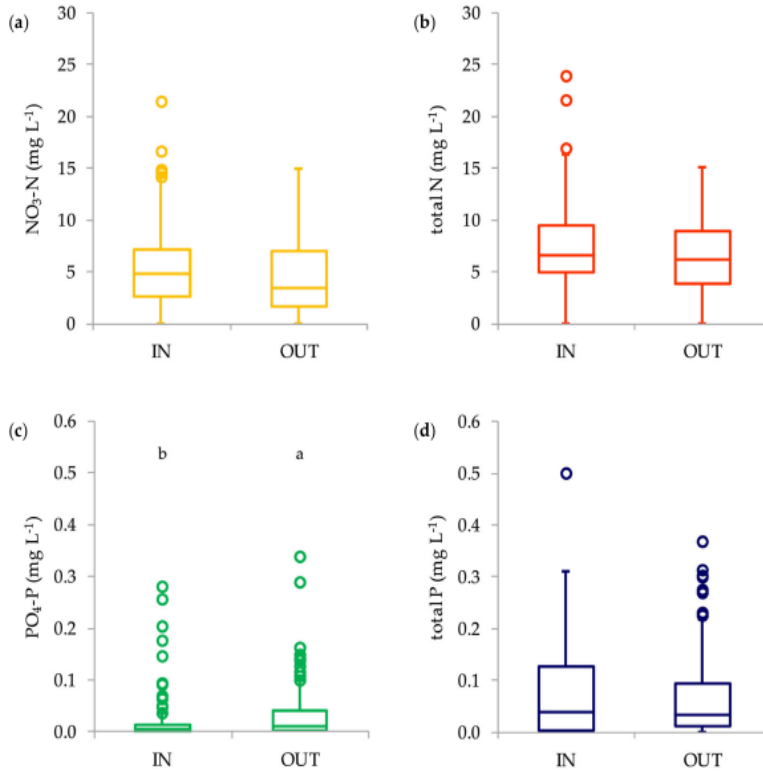 (a)
NO₃-N (mg L⁻¹)
30
25
20
15
10
5
0
IN OUT
(b)
total N (mg L⁻¹)
30
25
20
15
10
5
0
IN OUT
(c)
PO₄-P (mg L⁻¹)
0.6
0.5
0.4
0.3
0.2
0.1
0.0
b a
IN OUT
(d)
total P (mg L⁻¹)
0.6
0.5
0.4
0.3
0.2
0.1
0.0
IN OUT